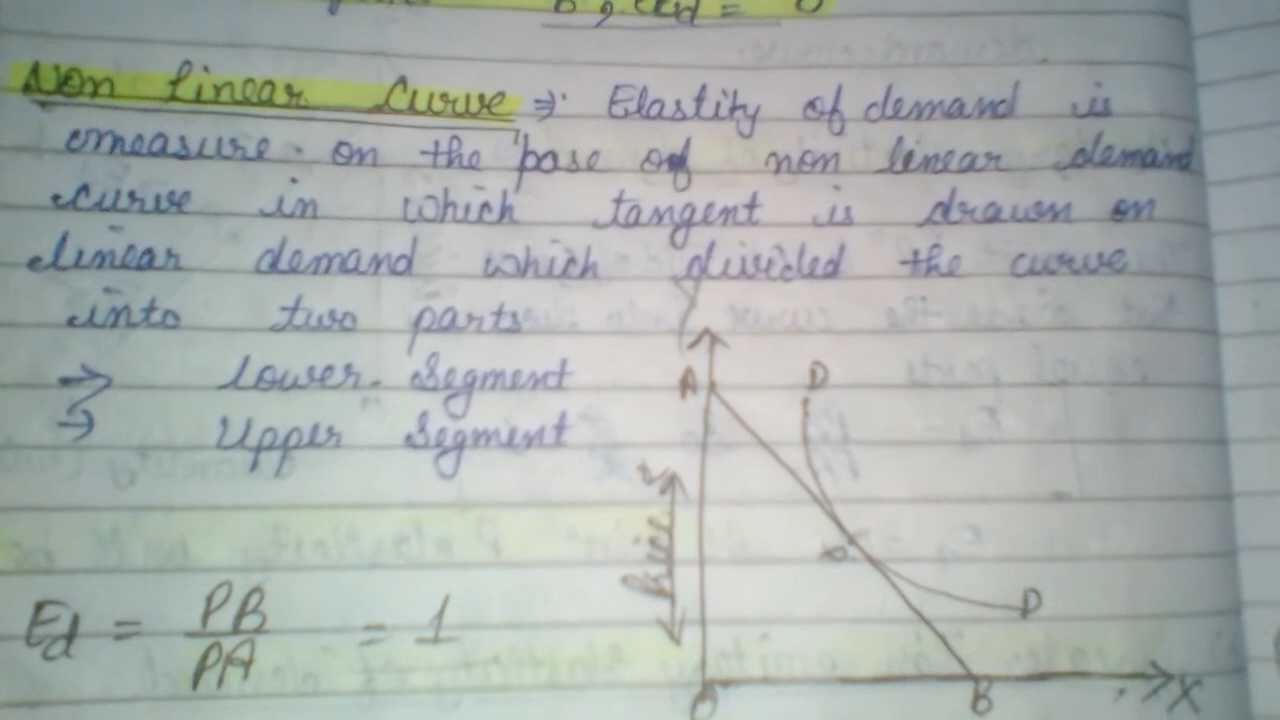 Non Linear Curve ⇒ Elastity of demand is
measure on the base of non linear demand
curve in which tangent is drawn on
linear demand which divided the curve
into two parts
→ Lower Segment
→ Upper Segment
Y
A
D
Price
D
Ed = PB/PA = 1
O
B
X